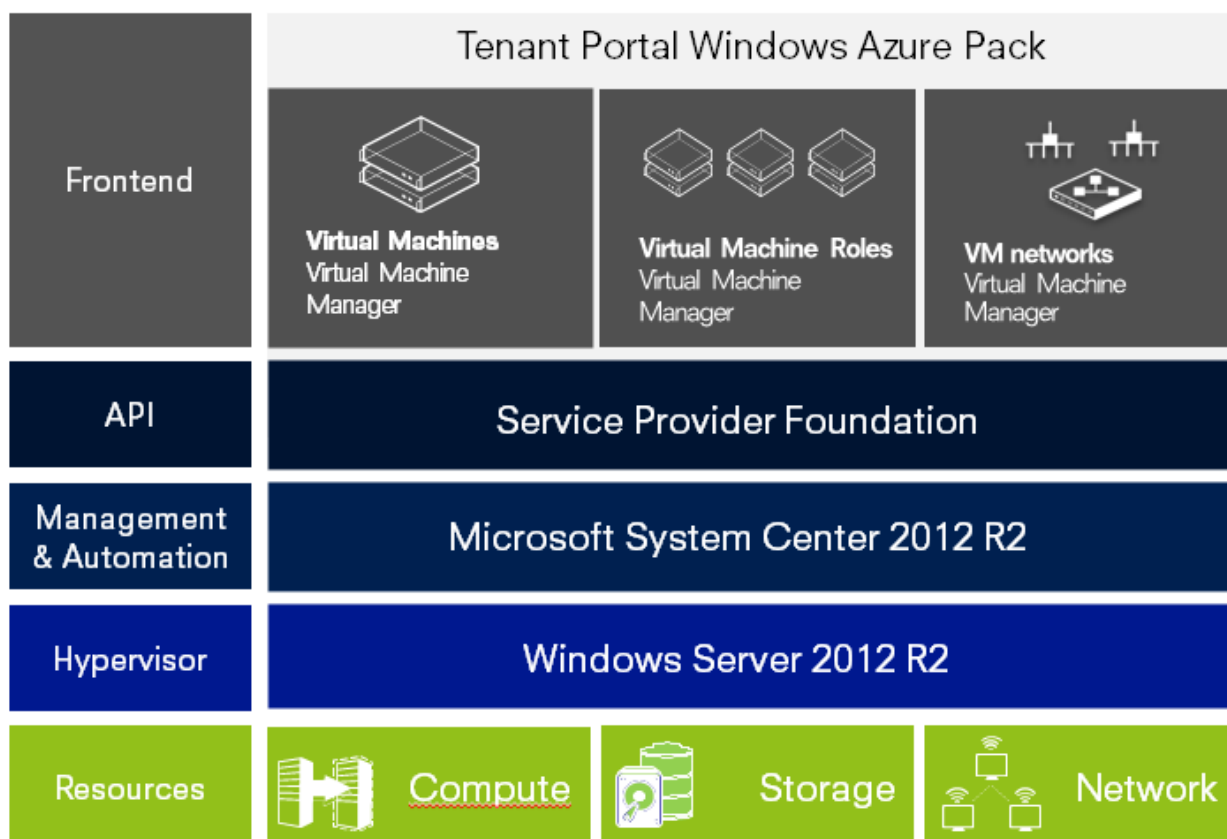 Tenant Portal Windows Azure Pack
Frontend
Virtual Machines
Virtual Machine
Manager
Virtual Machine Roles
Virtual Machine
Manager
VM networks
Virtual Machine
Manager
API
Service Provider Foundation
Management
& Automation
Microsoft System Center 2012 R2
Hypervisor
Windows Server 2012 R2
Resources
Compute
Storage
Network